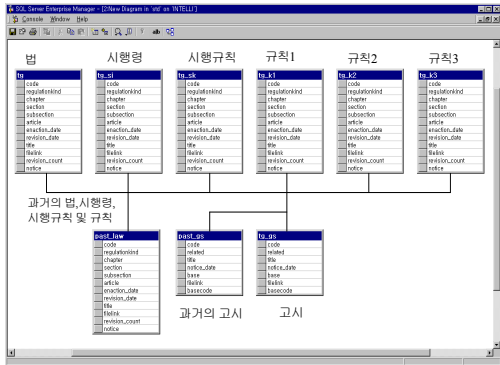 SQL Server Enterprise Manager - [2:New Diagram in 'std' on 'INTELLI']
Console Window Help
ab
법 시행령 시행규칙 규칙1 규칙2 규칙3
tg
code
regulationkind
chapter
section
subsection
article
enaction_date
revision_date
title
filelink
revision_count
notice
tg_si
code
regulationkind
chapter
section
subsection
article
enaction_date
revision_date
title
filelink
revision_count
notice
tg_sk
code
regulationkind
chapter
section
subsection
article
enaction_date
revision_date
title
filelink
revision_count
notice
tg_k1
code
regulationkind
chapter
section
subsection
article
enaction_date
revision_date
title
filelink
revision_count
notice
tg_k2
code
regulationkind
chapter
section
subsection
article
enaction_date
revision_date
title
filelink
revision_count
notice
tg_k3
code
regulationkind
chapter
section
subsection
article
enaction_date
revision_date
title
filelink
revision_count
notice
과거의 법,시행령,
시행규칙 및 규칙
past_law
code
regulationkind
chapter
section
subsection
article
enaction_date
revision_date
title
filelink
revision_count
notice
past_gs
code
related
title
notice_date
base
filelink
basecode
tg_gs
code
related
title
notice_date
base
filelink
basecode
과거의 고시
고시